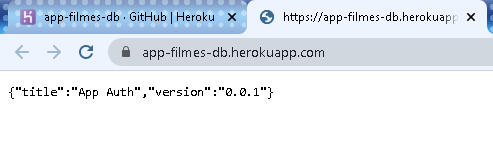 app-filmes-db · GitHub | Heroku
https://app-filmes-db.herokuapp
app-filmes-db.herokuapp.com
{"title":"App Auth","version":"0.0.1"}